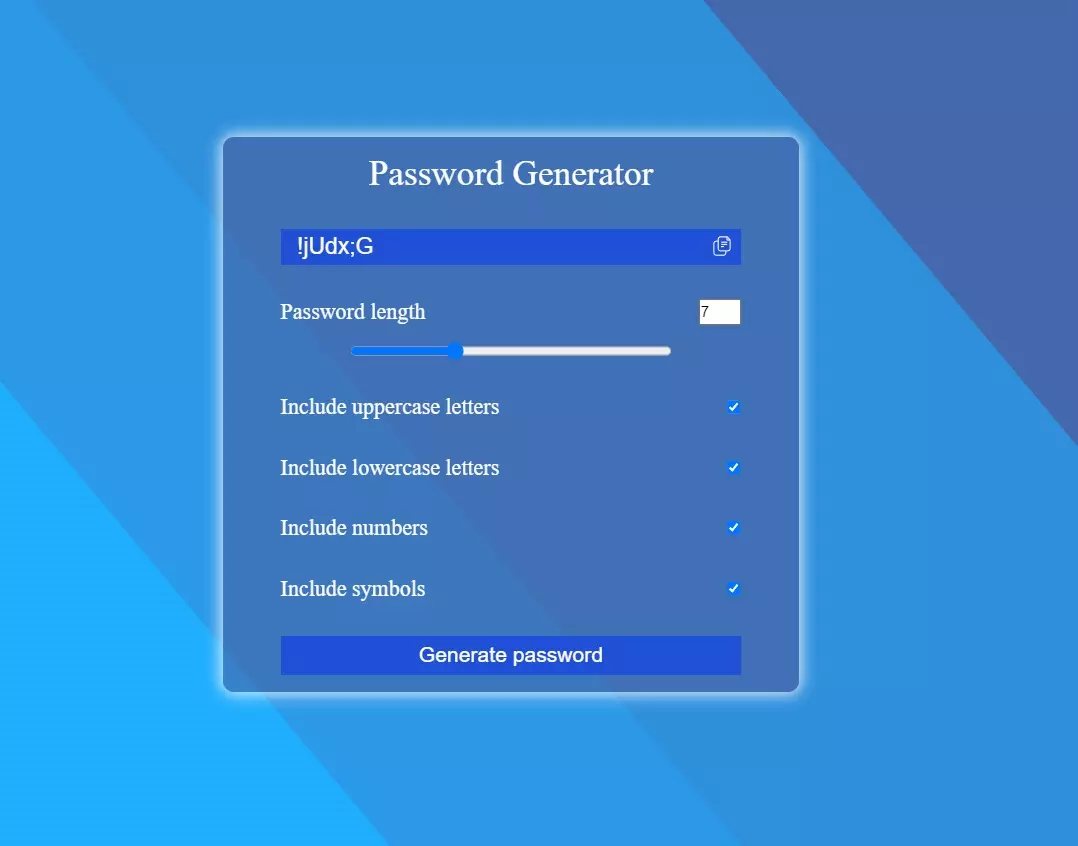 Password Generator
!jUdx;G
Password length
7
Include uppercase letters
Include lowercase letters
Include numbers
Include symbols
Generate password